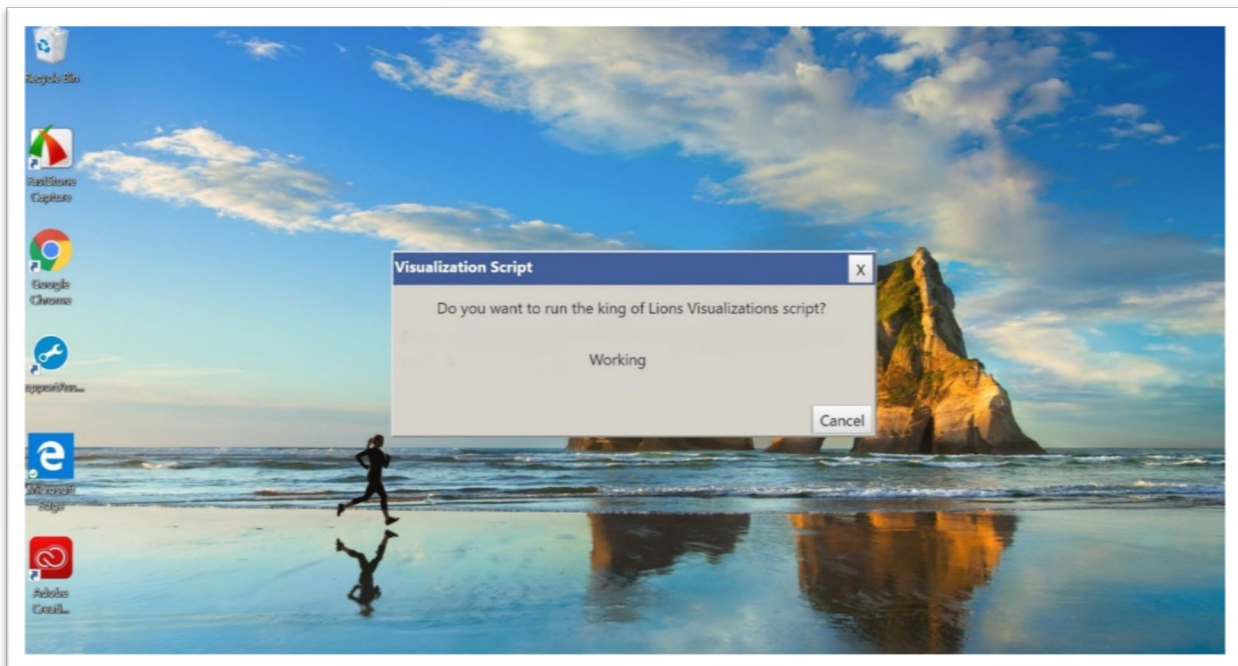 Recycle Bin
FastStone
Capture
Google
Chrome
Microsoft
Edge
Adobe
Creati...
Visualization Script
X
Do you want to run the king of Lions Visualizations script?
Working
Cancel